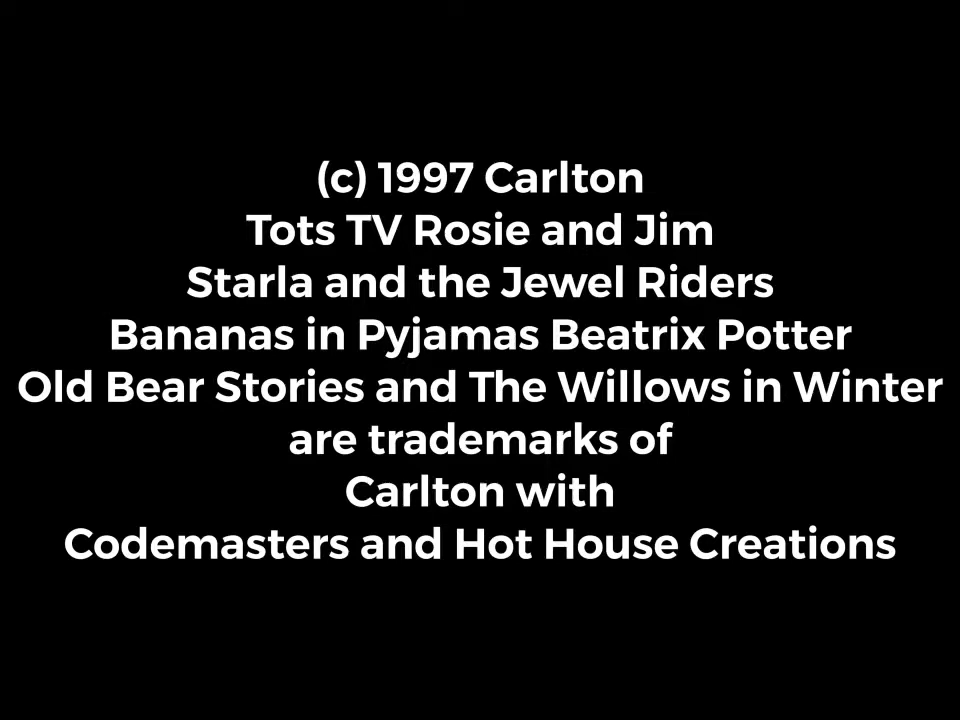 (c) 1997 Carlton
Tots TV Rosie and Jim
Starla and the Jewel Riders
Bananas in Pyjamas Beatrix Potter
Old Bear Stories and The Willows in Winter
are trademarks of
Carlton with
Codemasters and Hot House Creations